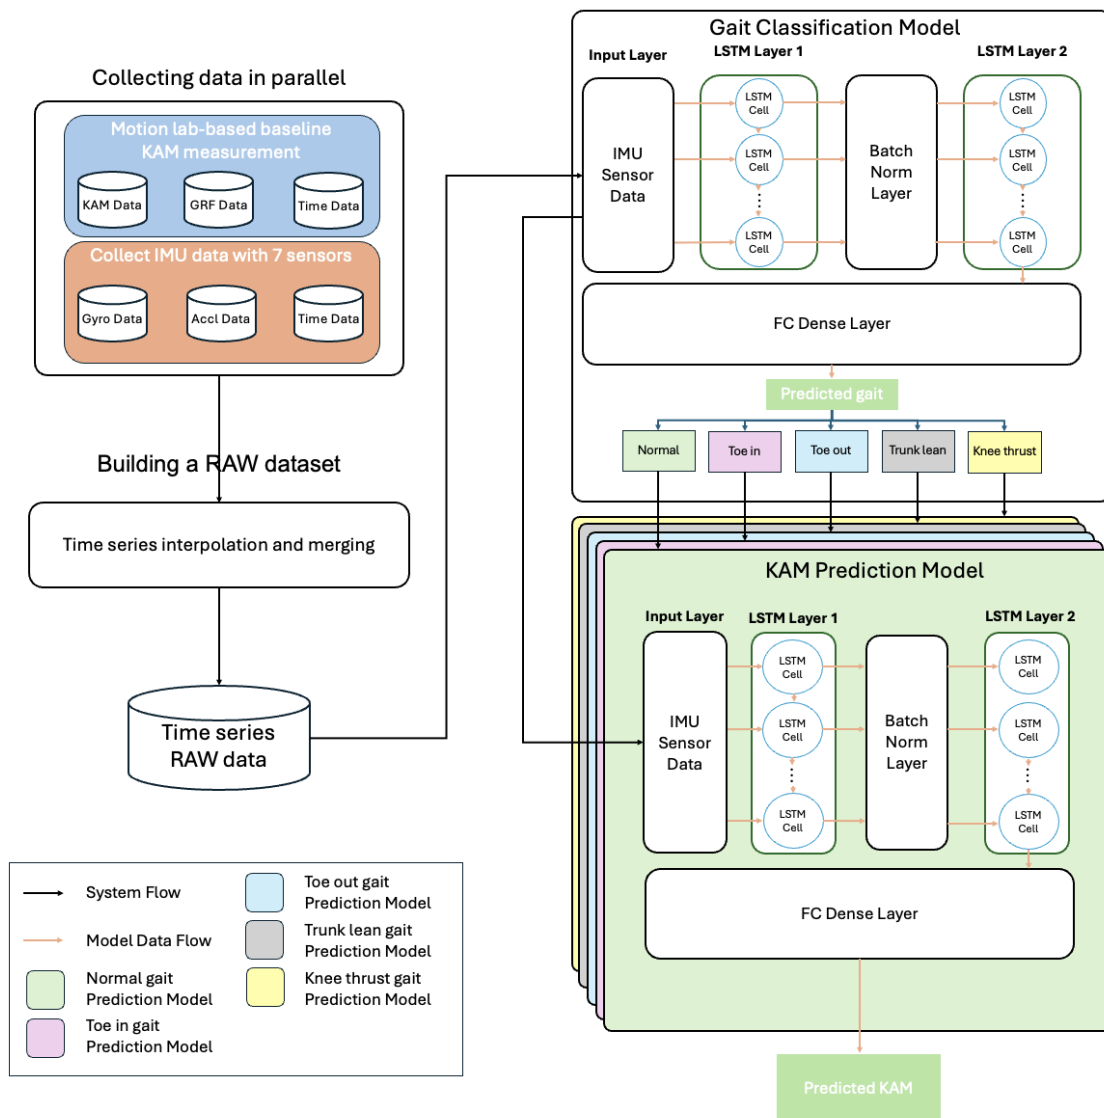 Collecting data in parallel
Motion lab-based baseline
KAM measurement
KAM Data
GRF Data
Time Data
Collect IMU data with 7 sensors
Gyro Data
Accl Data
Time Data
Building a RAW dataset
Time series interpolation and merging
Time series
RAW data
Gait Classification Model
Input Layer
LSTM Layer 1
LSTM Layer 2
IMU
Sensor
Data
LSTM
Cell
LSTM
Cell
LSTM
Cell
Batch
Norm
Layer
LSTM
Cell
LSTM
Cell
LSTM
Cell
FC Dense Layer
Predicted gait
Normal
Toe in
Toe out
Trunk lean
Knee thrust
KAM Prediction Model
Input Layer
LSTM Layer 1
LSTM Layer 2
IMU
Sensor
Data
LSTM
Cell
LSTM
Cell
LSTM
Cell
Batch
Norm
Layer
LSTM
Cell
LSTM
Cell
LSTM
Cell
FC Dense Layer
Predicted KAM
System Flow
Model Data Flow
Normal gait
Prediction Model
Toe in gait
Prediction Model
Toe out gait
Prediction Model
Trunk lean gait
Prediction Model
Knee thrust gait
Prediction Model